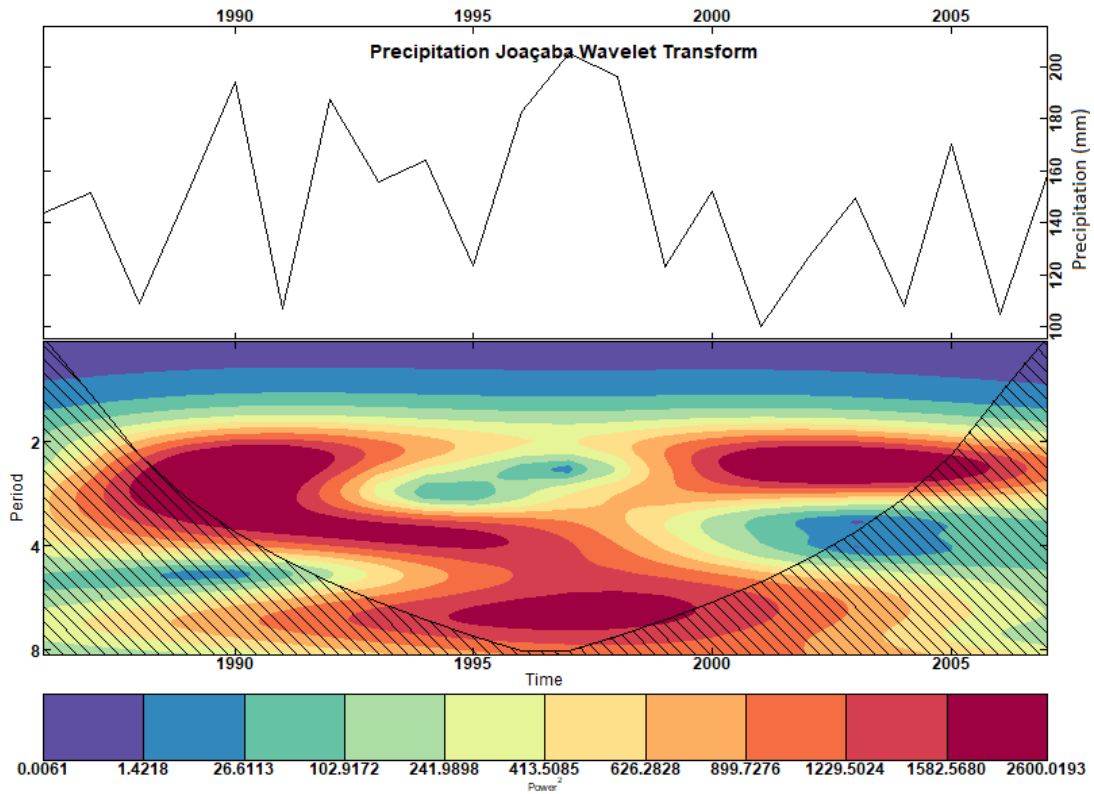 1990 1995 2000 2005
Precipitation Joaçaba Wavelet Transform
200
180
160
140
120
100
Precipitation (mm)
2
4
8
Period
1990 1995 2000 2005
Time
0.0061 1.4218 26.6113 102.9172 241.9898 413.5085 626.2828 899.7276 1229.5024 1582.5680 2600.0193
Power²